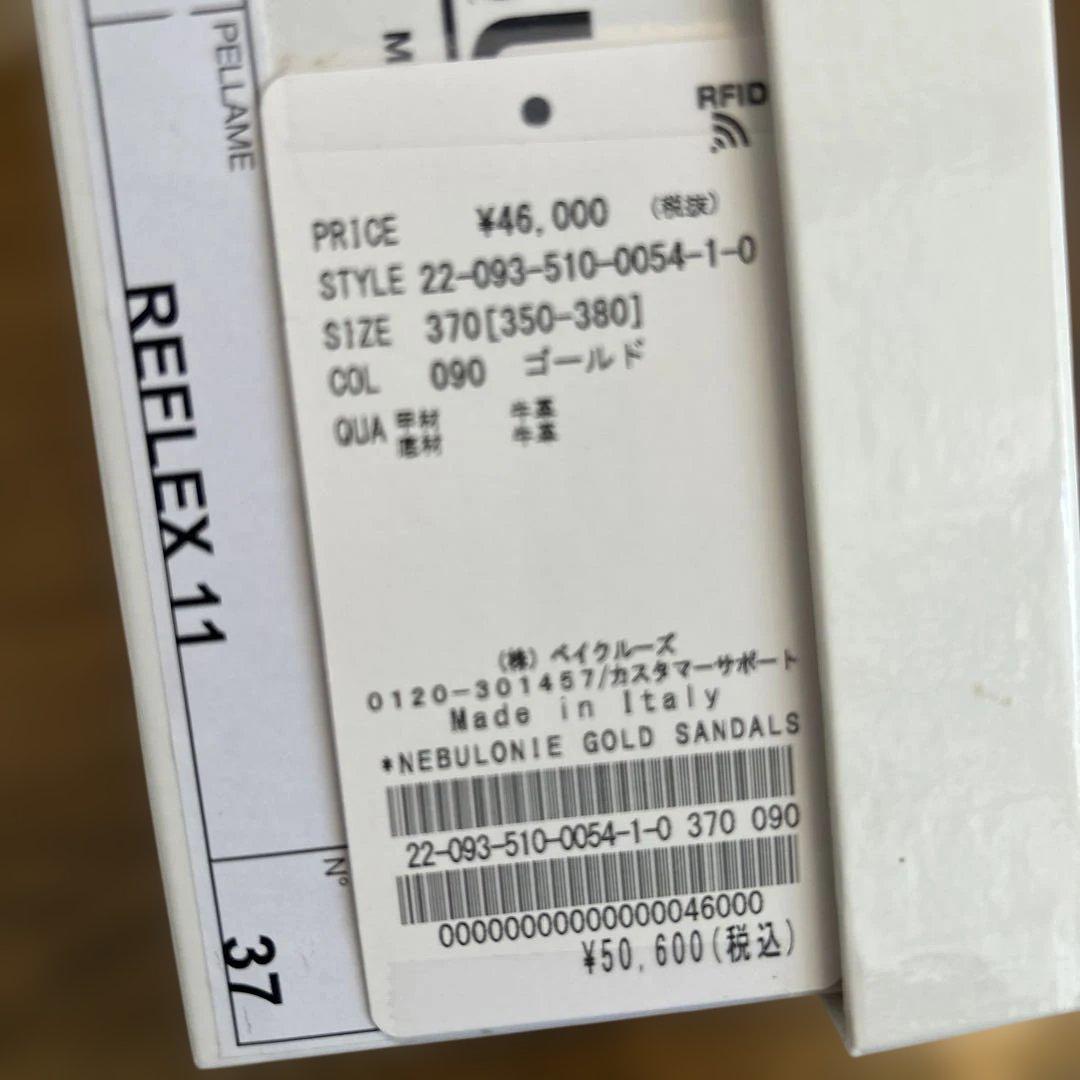 PELLAME
REFLEX 11
N°
37
M
RFID
PRICE ¥46,000 (税抜)
STYLE 22-093-510-0054-1-0
SIZE 370[350-380]
COL 090 ゴールド
QUA 甲材 牛革
底材 牛革
(株) ベイクルーズ
0120-301457/カスタマーサポート
Made in Italy
*NEBULONIE GOLD SANDALS
22-093-510-0054-1-0 370 090
00000000000000046000
¥50,600(税込)